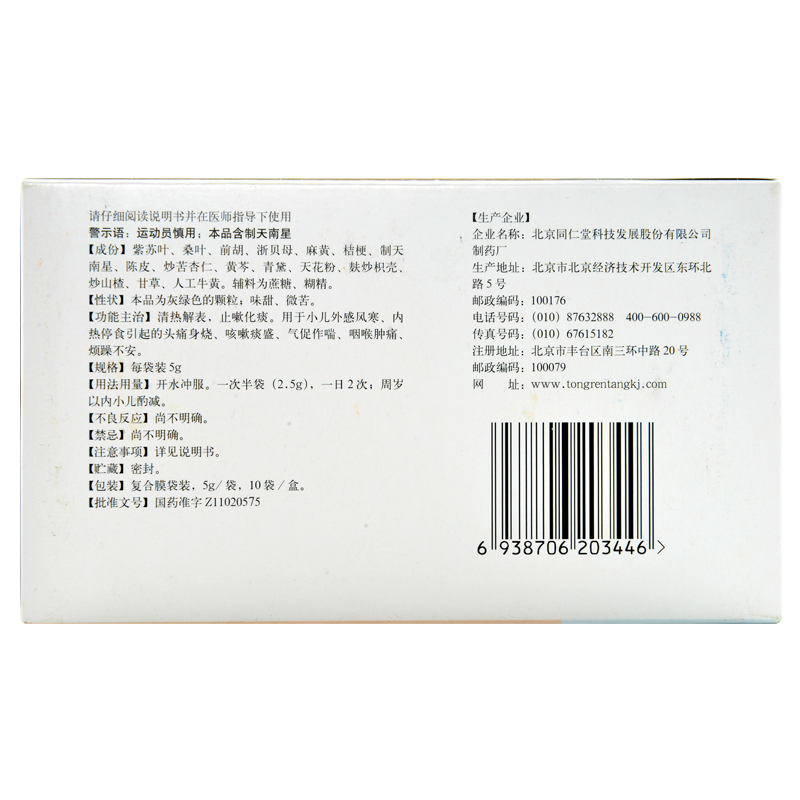 请仔细阅读说明书并在医师指导下使用
警示语：运动员慎用；本品含制天南星
【成份】紫苏叶、桑叶、前胡、浙贝母、麻黄、桔梗、制天
南星、陈皮、炒苦杏仁、黄芩、青黛、天花粉、麸炒枳壳、
炒山楂、甘草、人工牛黄。辅料为蔗糖、糊精。
【性状】本品为灰绿色的颗粒；味甜、微苦。
【功能主治】清热解表，止嗽化痰。用于小儿外感风寒、内
热停食引起的头痛身烧、咳嗽痰盛、气促作喘、咽喉肿痛、
烦躁不安。
【规格】每袋装5g
【用法用量】开水冲服。一次半袋（2.5g），一日2次；周岁
以内小儿酌减。
【不良反应】尚不明确。
【禁忌】尚不明确。
【注意事项】详见说明书。
【贮藏】密封。
【包装】复合膜袋装，5g/袋，10袋/盒。
【批准文号】国药准字Z11020575
【生产企业】
企业名称：北京同仁堂科技发展股份有限公司
制药厂
生产地址：北京市北京经济技术开发区东环北
路5号
邮政编码：100176
电话号码：(010) 87632888 400-600-0988
传真号码：(010) 67615182
注册地址：北京市丰台区南三环中路20号
邮政编码：100079
网 址：www.tongrentangkj.com
6 938706 203446 >